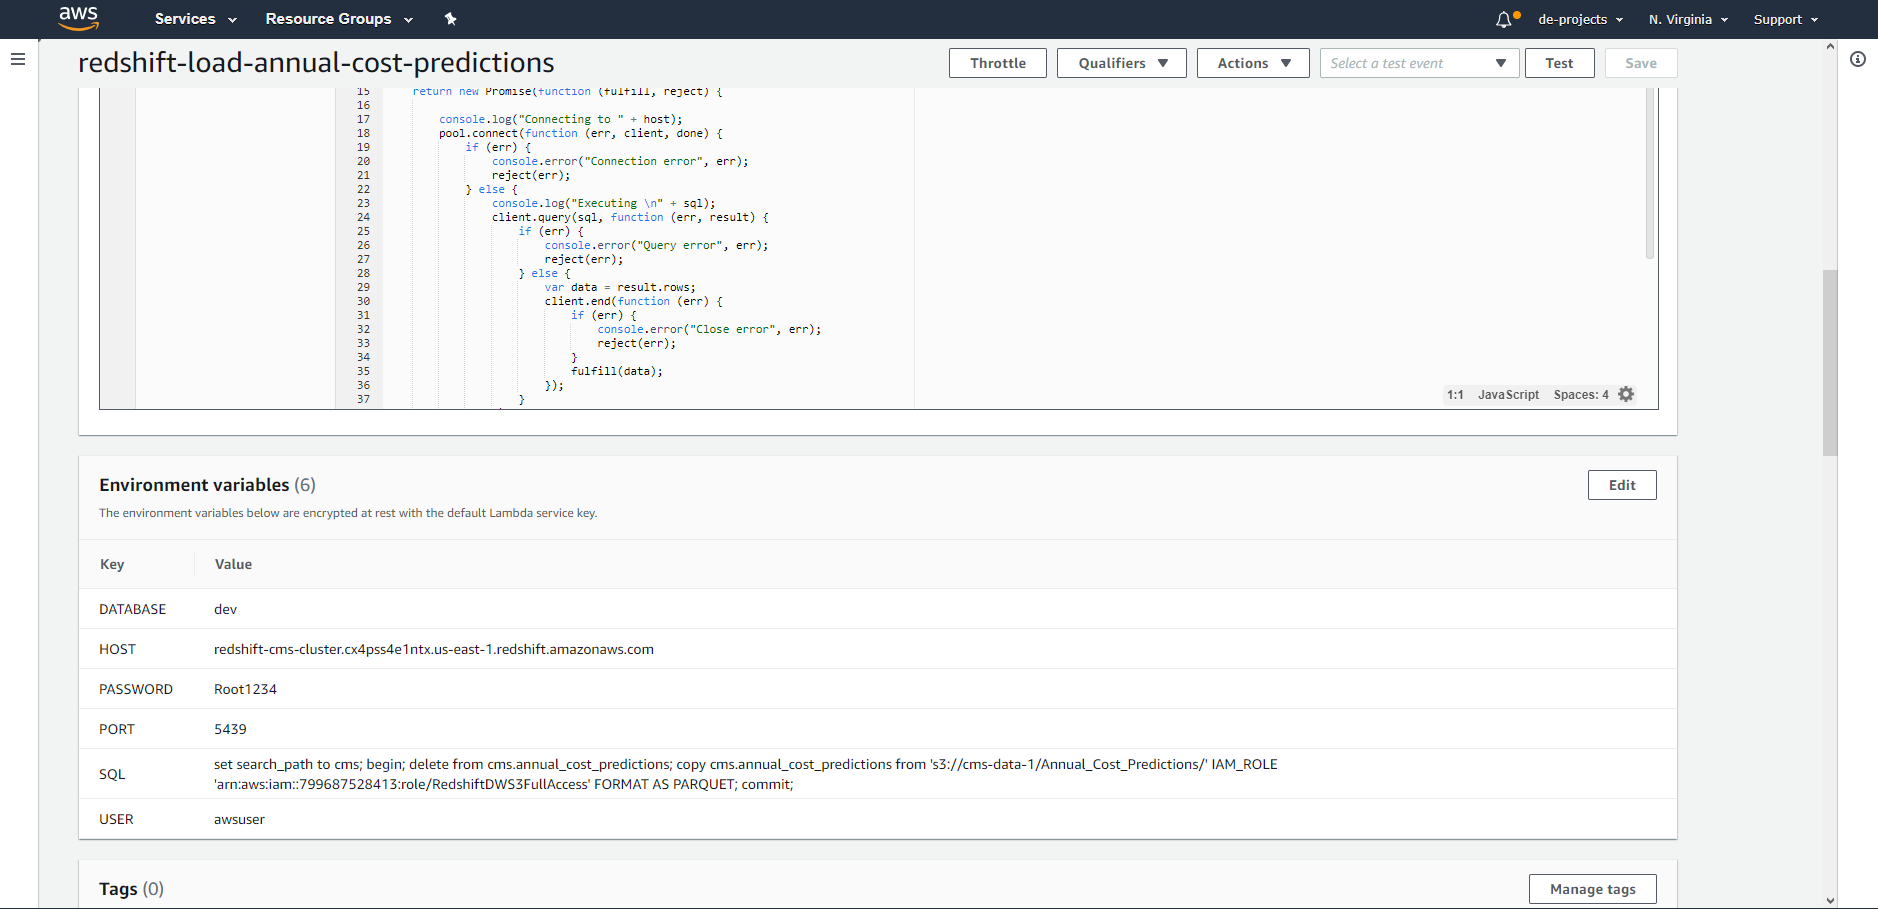 aws Services Resource Groups de-projects N. Virginia Support
redshift-load-annual-cost-predictions Throttle Qualifiers Actions Select a test event Test Save
15 return new Promise(function (fulfill, reject) {
16
17 console.log("Connecting to " + host);
18 pool.connect(function (err, client, done) {
19 if (err) {
20 console.error("Connection error", err);
21 reject(err);
22 } else {
23 console.log("Executing \n" + sql);
24 client.query(sql, function (err, result) {
25 if (err) {
26 console.error("Query error", err);
27 reject(err);
28 } else {
29 var data = result.rows;
30 client.end(function (err) {
31 if (err) {
32 console.error("Close error", err);
33 reject(err);
34 }
35 fulfill(data);
36 });
37 }
1:1 JavaScript Spaces: 4
Environment variables (6) Edit
The environment variables below are encrypted at rest with the default Lambda service key.
Key Value
DATABASE dev
HOST redshift-cms-cluster.cx4pss4e1ntx.us-east-1.redshift.amazonaws.com
PASSWORD Root1234
PORT 5439
SQL set search_path to cms; begin; delete from cms.annual_cost_predictions; copy cms.annual_cost_predictions from 's3://cms-data-1/Annual_Cost_Predictions/' IAM_ROLE
'arn:aws:iam::799687528413:role/RedshiftDWS3FullAccess' FORMAT AS PARQUET; commit;
USER awsuser
Tags (0) Manage tags